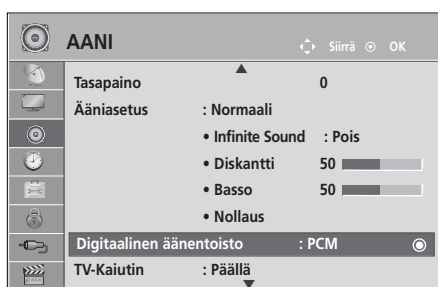 AANI Siirrä OK
Tasapaino 0
Ääniasetus : Normaali
• Infinite Sound : Pois
• Diskantti 50
• Basso 50
• Nollaus
Digitaalinen äänentoisto : PCM
TV-Kaiutin : Päällä